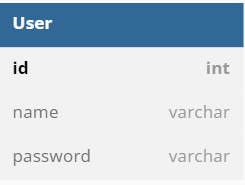 User
id int
name varchar
password varchar